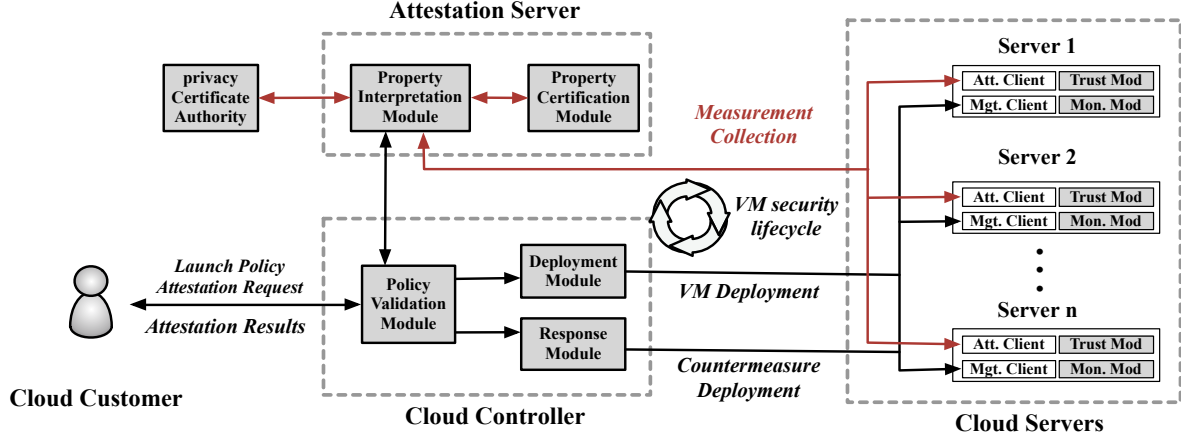 Attestation Server
privacy
Certificate
Authority
Property
Interpretation
Module
Property
Certification
Module
Measurement
Collection
VM security
lifecycle
Launch Policy
Attestation Request
Attestation Results
Cloud Customer
Policy
Validation
Module
Deployment
Module
Response
Module
Cloud Controller
VM Deployment
Countermeasure
Deployment
Server 1
Att. Client Trust Mod
Mgt. Client Mon. Mod
Server 2
Att. Client Trust Mod
Mgt. Client Mon. Mod
Server n
Att. Client Trust Mod
Mgt. Client Mon. Mod
Cloud Servers